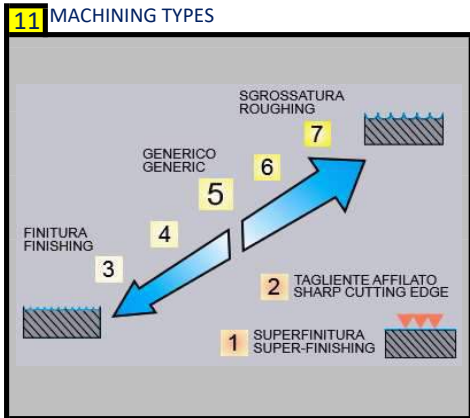 11 MACHINING TYPES
SGROSSATURA
ROUGHING
7
GENERICO
GENERIC
6
5
4
FINITURA
FINISHING
3
2 TAGLIENTE AFFILATO
SHARP CUTTING EDGE
1 SUPERFINITURA
SUPER-FINISHING